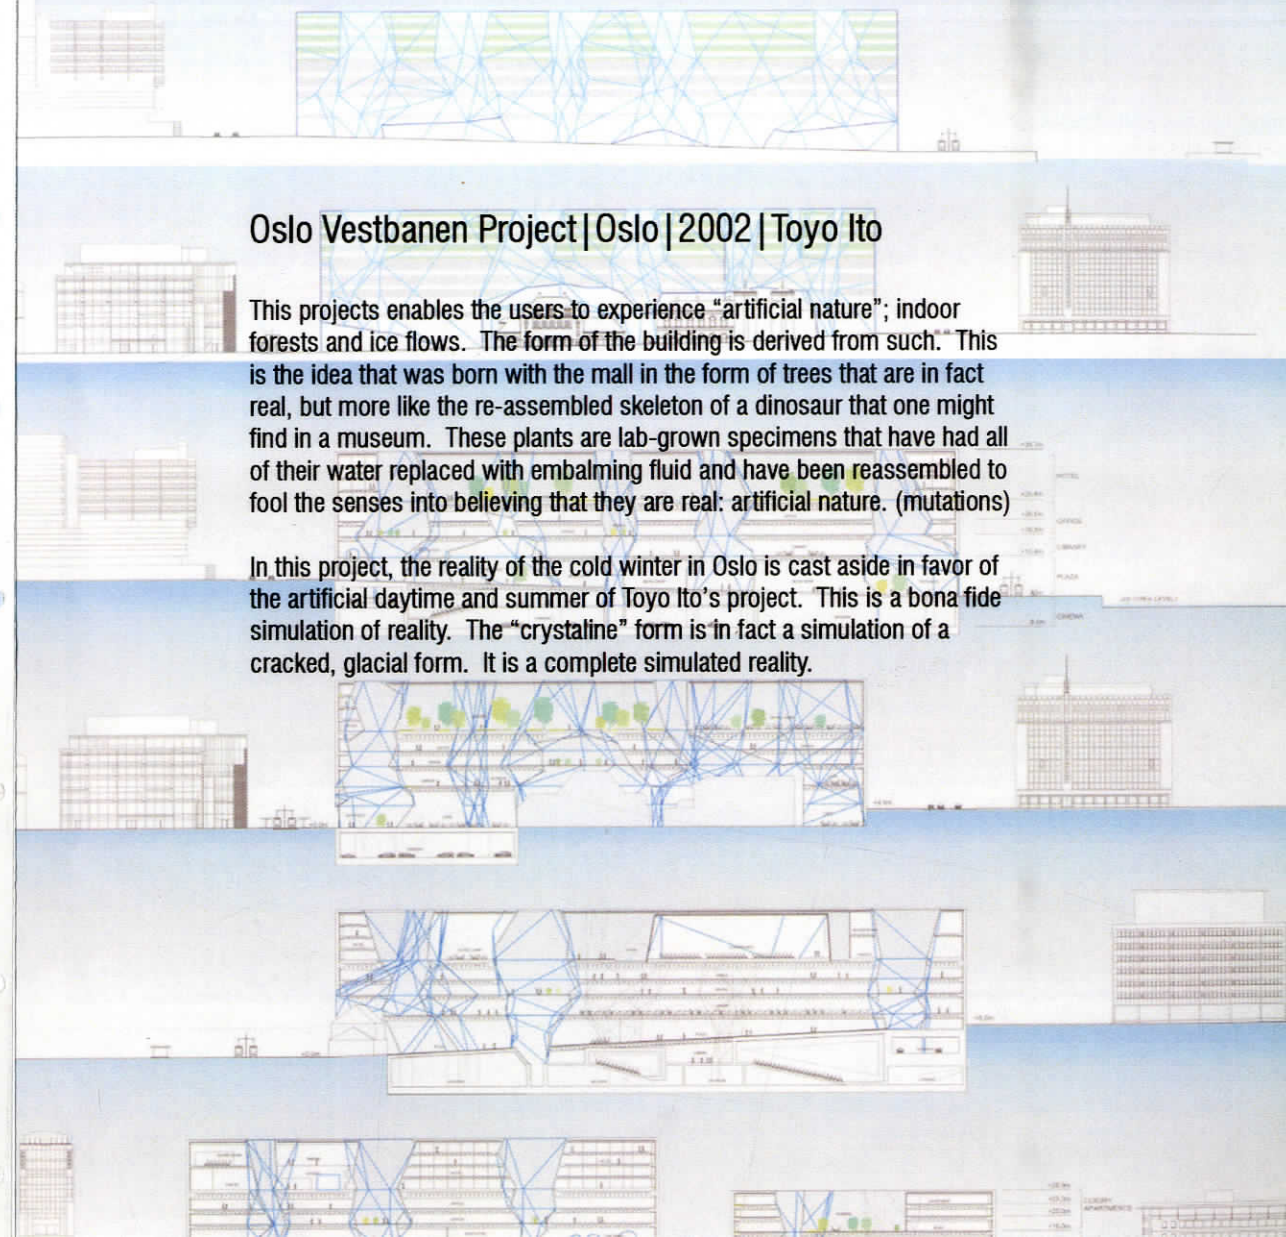 Oslo Vestbanen Project|Oslo|2002|Toyo Ito
This projects enables the users to experience “artificial nature”; indoor
forests and ice flows.  The form of the building is derived from such.  This
is the idea that was born with the mall in the form of trees that are in fact
real, but more like the re-assembled skeleton of a dinosaur that one might
find in a museum.  These plants are lab-grown specimens that have had all
of their water replaced with embalming fluid and have been reassembled to
fool the senses into believing that they are real: artificial nature. (mutations)
In this project, the reality of the cold winter in Oslo is cast aside in favor of
the artificial daytime and summer of Toyo Ito’s project.  This is a bona fide
simulation of reality.  The “crystaline” form is in fact a simulation of a
cracked, glacial form.  It is a complete simulated reality.
HOTEL
OFFICE
LIBRARY
PLAZA
CINEMA
LUXURY
APARTMENTS